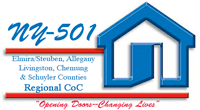 NY-501
Elmira/Steuben, Allegany
Livingston, Chemung
& Schuyler Counties
Regional CoC
"Opening Doors--Changing Lives"